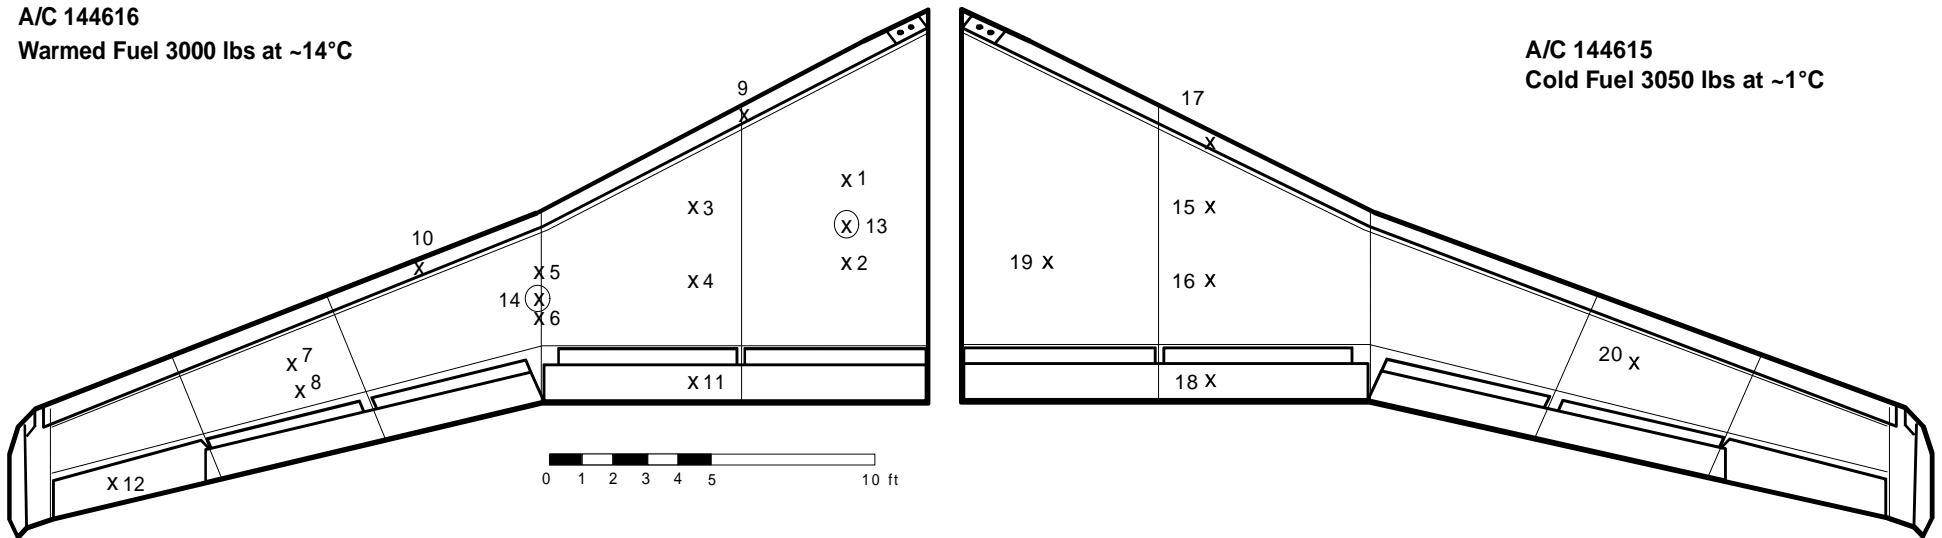 A/C 144616
Warmed Fuel 3000 lbs at ~14°C
A/C 144615
Cold Fuel 3050 lbs at ~1°C
9
X
17
X
X 1
X 3
15 X
X 13
10
X
X 5
X 4
X 2
19 X
16 X
14 X
X 6
X 7
X 8
20 X
X 11
18 X
X 12
0 1 2 3 4 5 10 ft